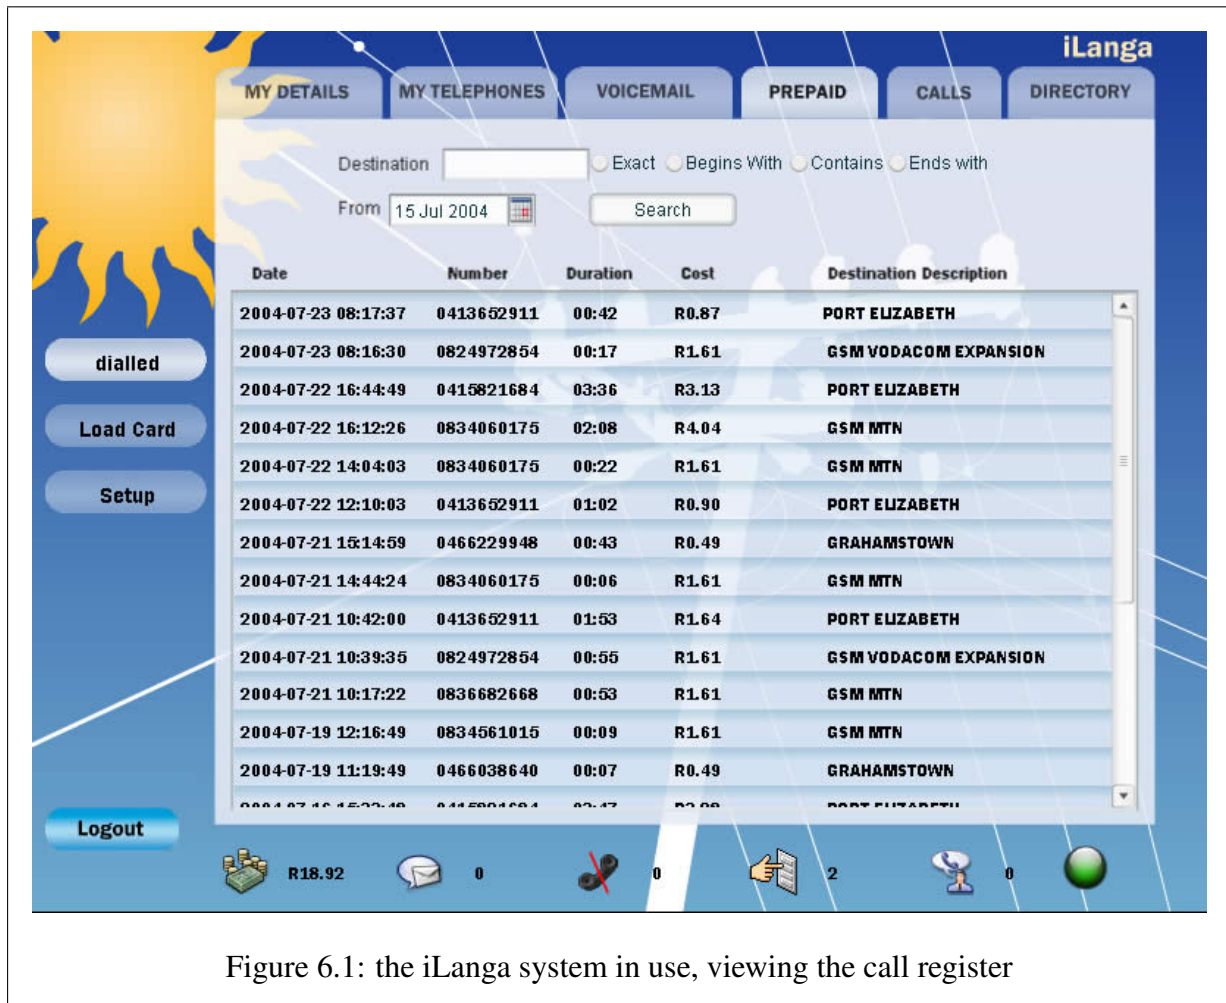 iLanga
MY DETAILS MY TELEPHONES VOICEMAIL PREPAID CALLS DIRECTORY
Destination Exact Begins With Contains Ends with
From 15 Jul 2004 Search
Date Number Duration Cost Destination Description
2004-07-23 08:17:37 0413652911 00:42 R0.87 PORT ELIZABETH
2004-07-23 08:16:30 0824972854 00:17 R1.61 GSM VODACOM EXPANSION
dialled
2004-07-22 16:44:49 0415821684 03:36 R3.13 PORT ELIZABETH
2004-07-22 16:12:26 0834060175 02:08 R4.04 GSM MTN
Load Card
2004-07-22 14:04:03 0834060175 00:22 R1.61 GSM MTN
Setup
2004-07-22 12:10:03 0413652911 01:02 R0.90 PORT ELIZABETH
2004-07-21 15:14:59 0466229948 00:43 R0.49 GRAHAMSTOWN
2004-07-21 14:44:24 0834060175 00:06 R1.61 GSM MTN
2004-07-21 10:42:00 0413652911 01:53 R1.64 PORT ELIZABETH
2004-07-21 10:39:35 0824972854 00:55 R1.61 GSM VODACOM EXPANSION
2004-07-21 10:17:22 0836682668 00:53 R1.61 GSM MTN
2004-07-19 12:16:49 0834561015 00:09 R1.61 GSM MTN
2004-07-19 11:19:49 0466038640 00:07 R0.49 GRAHAMSTOWN
PORT ELIZABETH
Logout
R18.92 0 0 2 0
Figure 6.1: the iLanga system in use, viewing the call register